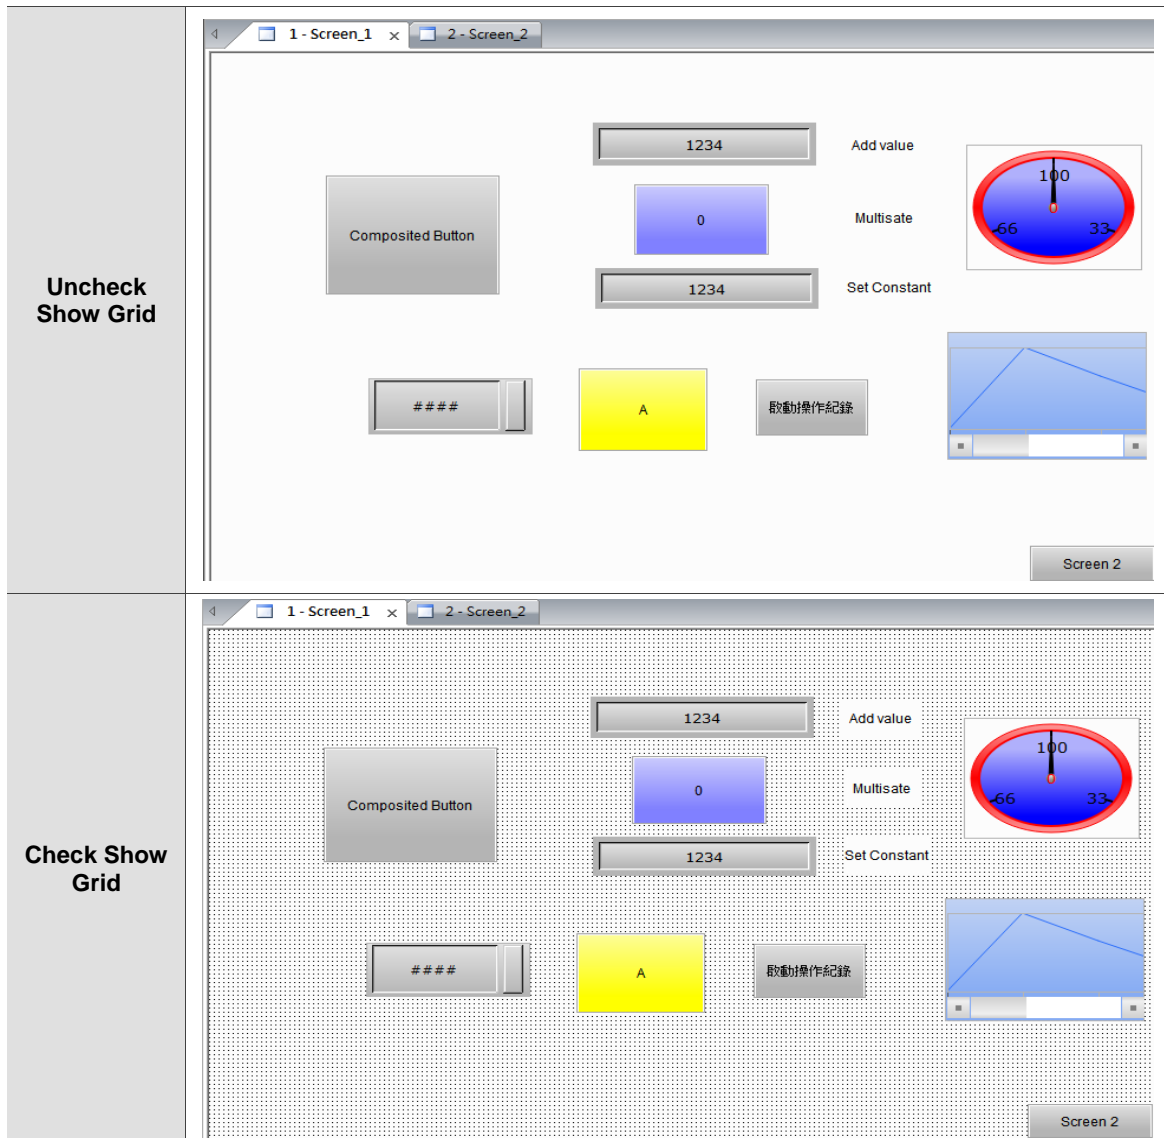 1 - Screen_1 x 2 - Screen_2
1234 Add value
100
66 33
Composited Button
0 Multisate
1234 Set Constant
Uncheck
Show Grid
#### A 啟動操作紀錄
Screen 2
1 - Screen_1 x 2 - Screen_2
1234 Add value
100
66 33
Composited Button
0 Multisate
1234 Set Constant
Check Show
Grid
#### A 啟動操作紀錄
Screen 2